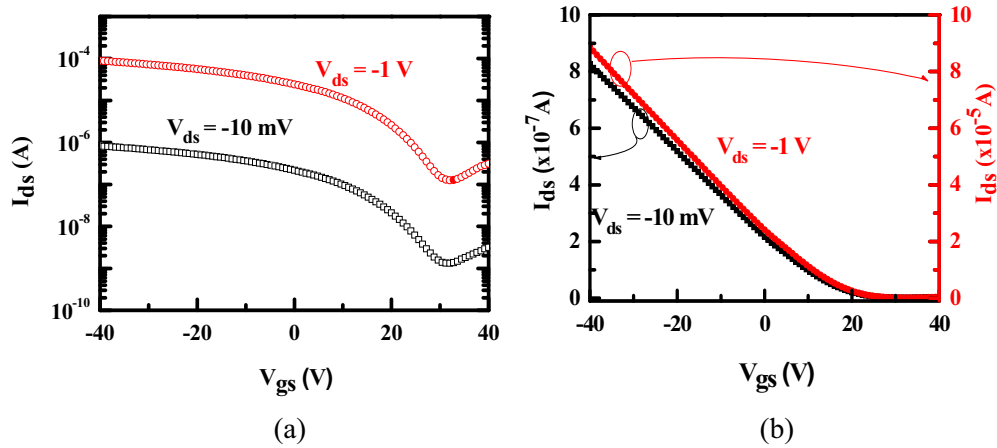 10⁻⁴
10⁻⁶
10⁻⁸
10⁻¹⁰
I_ds (A)
V_ds = -1 V
V_ds = -10 mV
-40 -20 0 20 40
V_gs (V)
(a)
10
8
6
4
2
0
I_ds (x10⁻⁷A)
V_ds = -1 V
V_ds = -10 mV
10
8
6
4
2
0
I_ds (x10⁻⁵A)
-40 -20 0 20 40
V_gs (V)
(b)